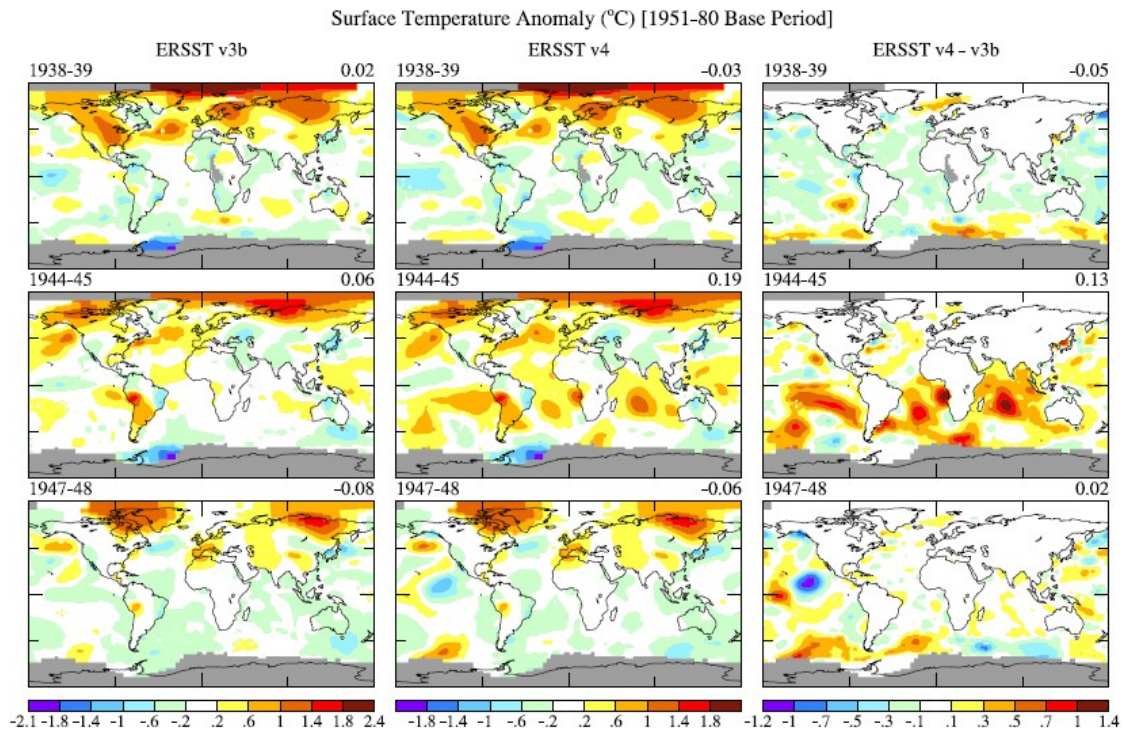 Surface Temperature Anomaly (°C) [1951-80 Base Period]
ERSST v3b ERSST v4 ERSST v4 - v3b
1938-39 0.02 1938-39 -0.03 1938-39 -0.05
1944-45 0.06 1944-45 0.19 1944-45 0.13
1947-48 -0.08 1947-48 -0.06 1947-48 0.02
-2.1 -1.8 -1.4 -1 -.6 -.2 .2 .6 1 1.4 1.8 2.4 -1.8 -1.4 -1 -.6 -.2 .2 .6 1 1.4 1.8 -1.2 -1 -.7 -.5 -.3 -.1 .1 .3 .5 .7 1 1.4